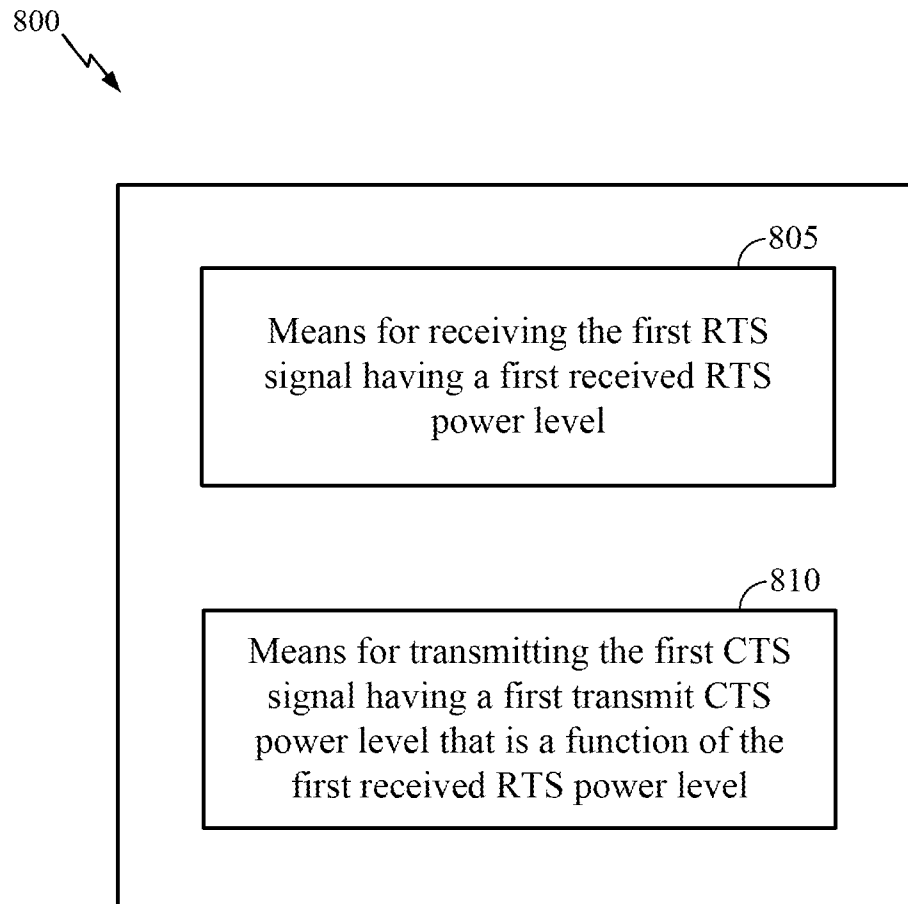 800
805
Means for receiving the first RTS
signal having a first received RTS
power level
810
Means for transmitting the first CTS
signal having a first transmit CTS
power level that is a function of the
first received RTS power level